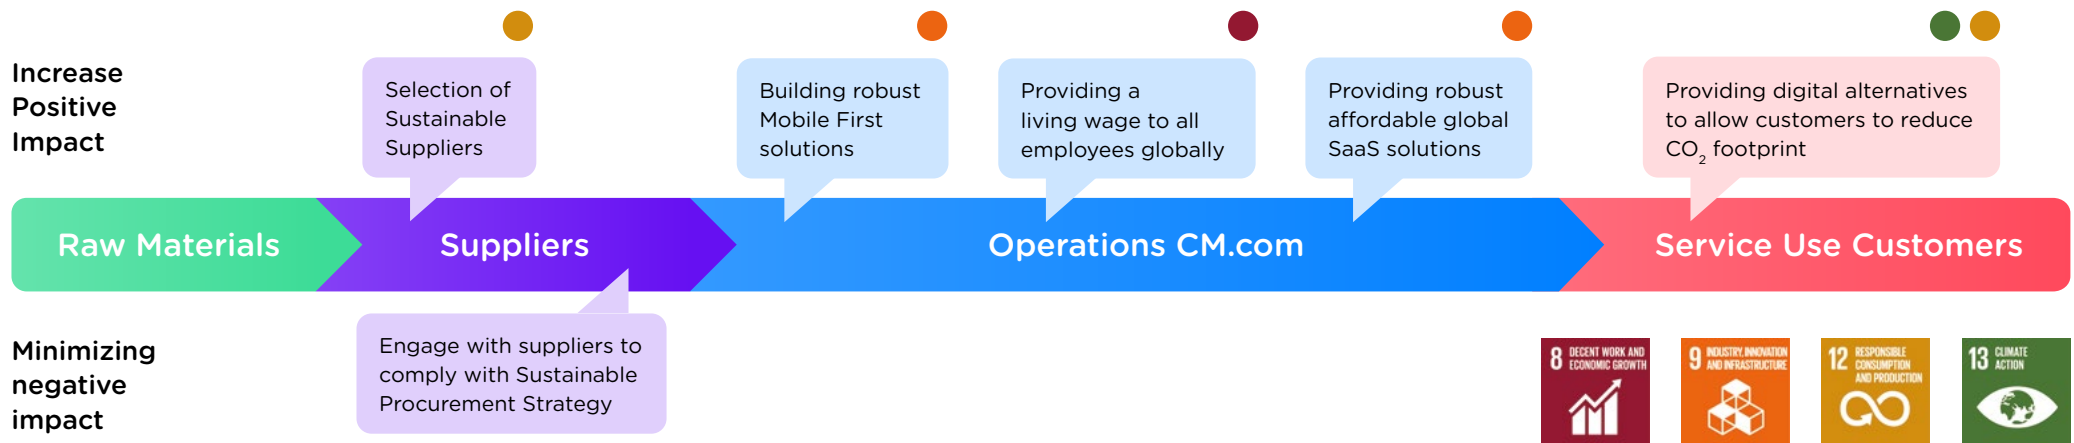 Increase
Positive
Impact
Selection of
Sustainable
Suppliers
Building robust
Mobile First
solutions
Providing a
living wage to all
employees globally
Providing robust
affordable global
SaaS solutions
Providing digital alternatives
to allow customers to reduce
CO₂ footprint
Raw Materials
Suppliers
Operations CM.com
Service Use Customers
Minimizing
negative
impact
Engage with suppliers to
comply with Sustainable
Procurement Strategy
8 DECENT WORK AND
ECONOMIC GROWTH
9 INDUSTRY, INNOVATION
AND INFRASTRUCTURE
12 RESPONSIBLE
CONSUMPTION
AND PRODUCTION
13 CLIMATE
ACTION